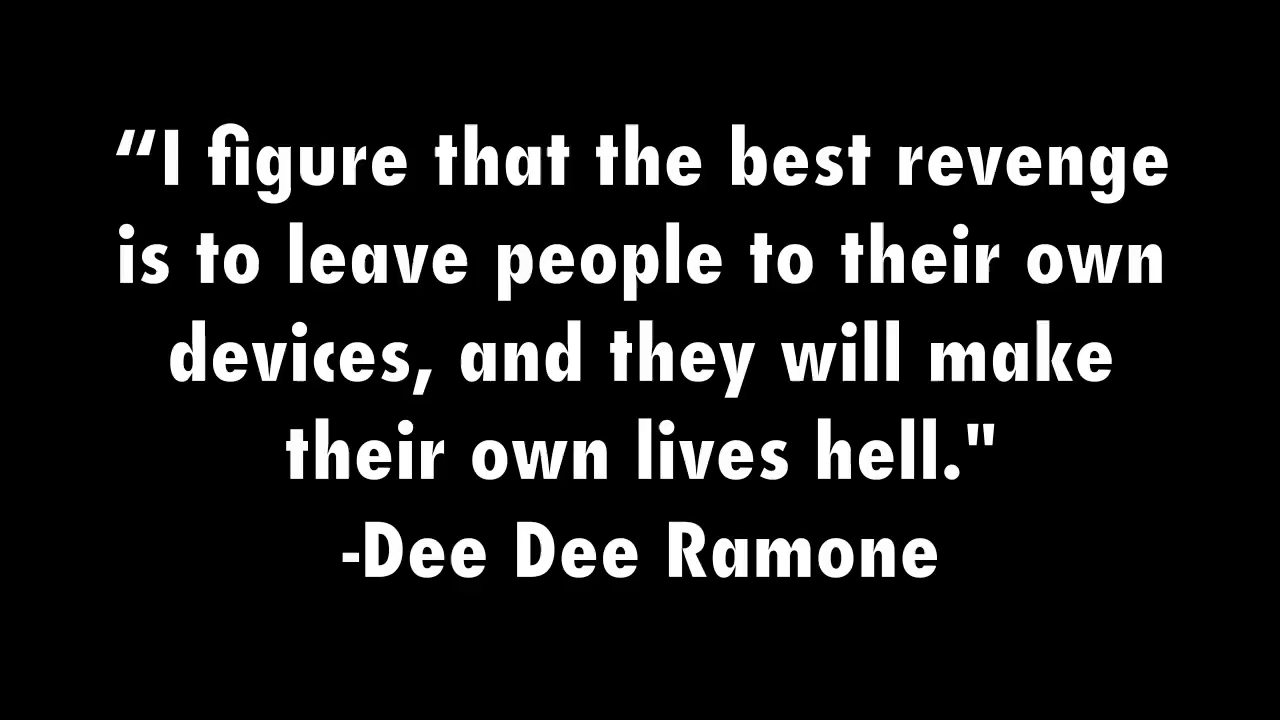 “I figure that the best revenge
is to leave people to their own
devices, and they will make
their own lives hell."
-Dee Dee Ramone